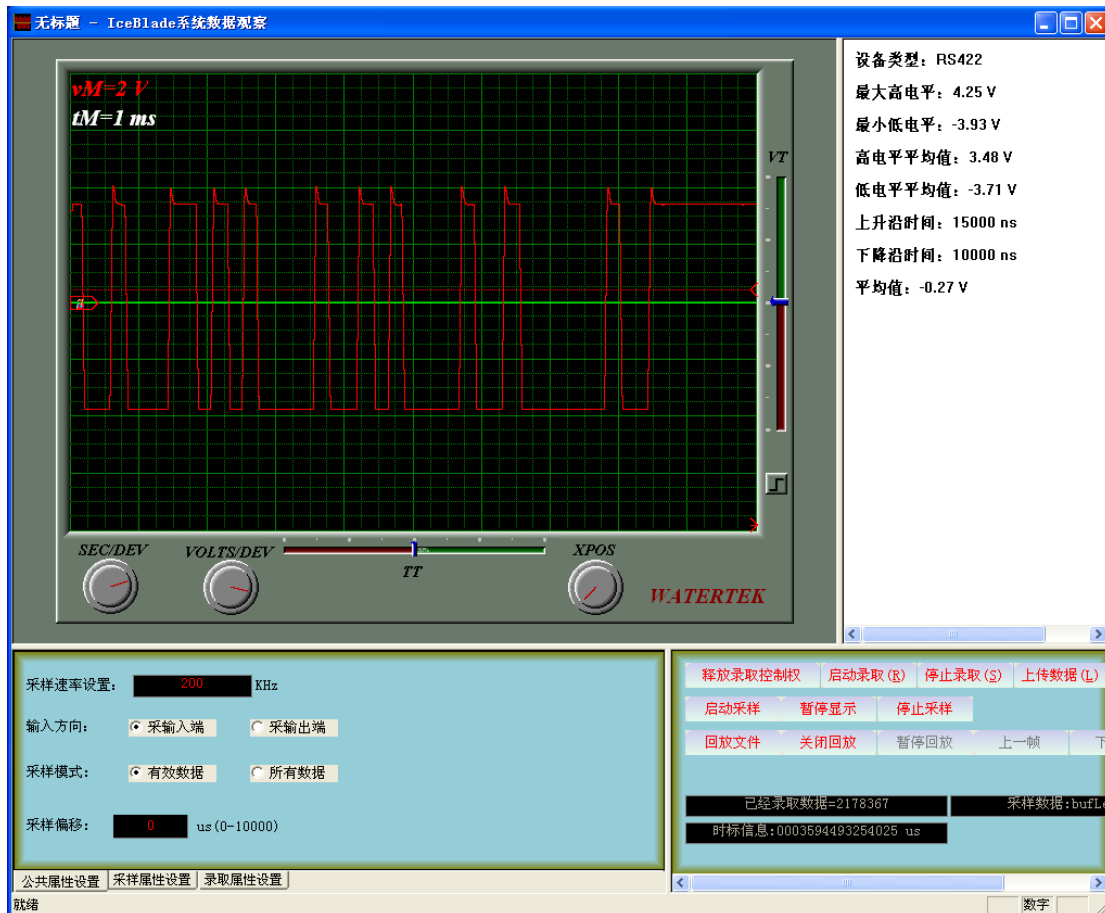 无标题 - IceBlade系统数据观察
vM=2 V
tM=1 ms
VT
SEC/DEV
VOLTS/DEV
50%
TT
XPOS
WATERTEK
设备类型：RS422
最大高电平：4.25 V
最小低电平：-3.93 V
高电平平均值：3.48 V
低电平平均值：-3.71 V
上升沿时间：15000 ns
下降沿时间：10000 ns
平均值：-0.27 V
采样速率设置： 200 KHz
输入方向： 采输入端 采输出端
采样模式： 有效数据 所有数据
采样偏移： 0 us(0-10000)
公共属性设置 采样属性设置 录取属性设置
释放录取控制权 启动录取(R) 停止录取(S) 上传数据(L)
启动采样 暂停显示 停止采样
回放文件 关闭回放 暂停回放 上一帧 下
已经录取数据=2178367 采样数据:bufLe
时标信息:0003594493254025 us
就绪 数字